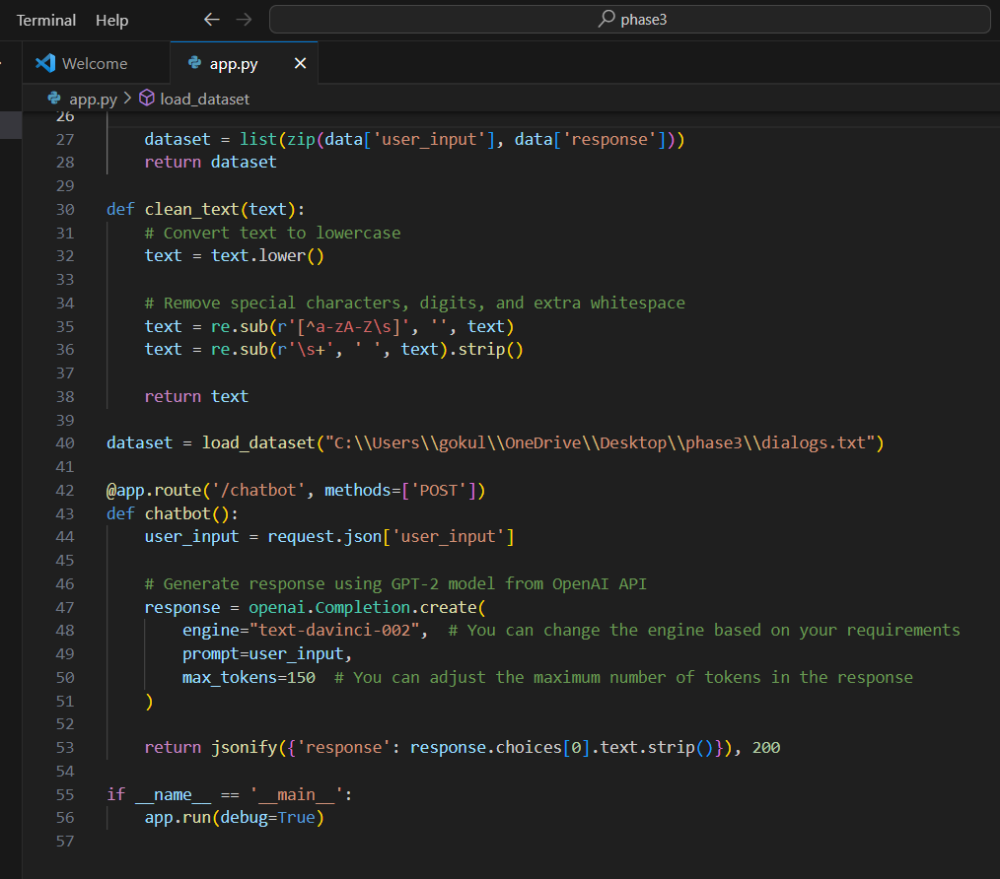 Terminal Help phase3
Welcome app.py
app.py > load_dataset
26
27     dataset = list(zip(data['user_input'], data['response']))
28     return dataset
29
30 def clean_text(text):
31     # Convert text to lowercase
32     text = text.lower()
33
34     # Remove special characters, digits, and extra whitespace
35     text = re.sub(r'[^a-zA-Z\s]', '', text)
36     text = re.sub(r'\s+', ' ', text).strip()
37
38     return text
39
40 dataset = load_dataset("C:\\Users\\gokul\\OneDrive\\Desktop\\phase3\\dialogs.txt")
41
42 @app.route('/chatbot', methods=['POST'])
43 def chatbot():
44     user_input = request.json['user_input']
45
46     # Generate response using GPT-2 model from OpenAI API
47     response = openai.Completion.create(
48         engine="text-davinci-002",  # You can change the engine based on your requirements
49         prompt=user_input,
50         max_tokens=150  # You can adjust the maximum number of tokens in the response
51     )
52
53     return jsonify({'response': response.choices[0].text.strip()}), 200
54
55 if __name__ == '__main__':
56     app.run(debug=True)
57